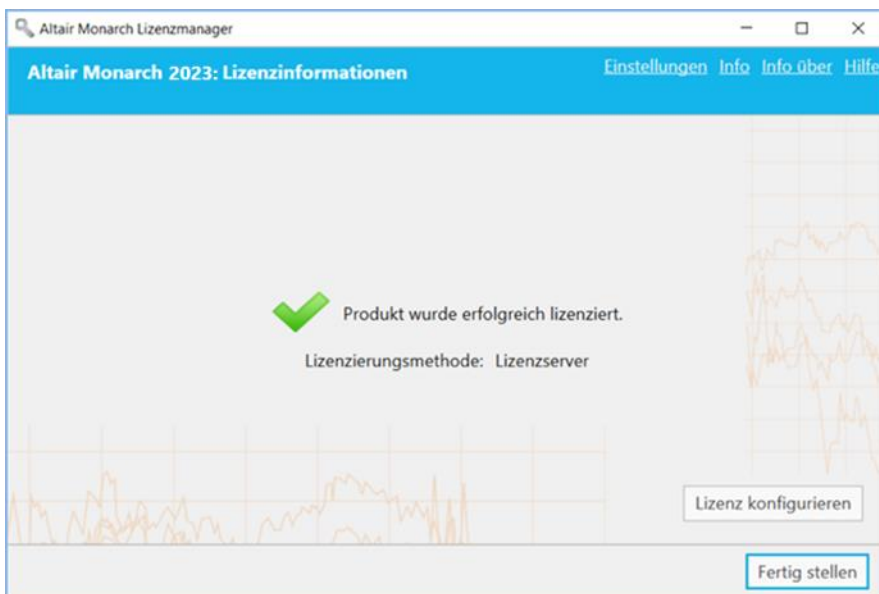 Altair Monarch Lizenzmanager
Altair Monarch 2023: Lizenzinformationen
Einstellungen Info Info über Hilfe
Produkt wurde erfolgreich lizenziert.
Lizenzierungsmethode: Lizenzserver
Lizenz konfigurieren
Fertig stellen